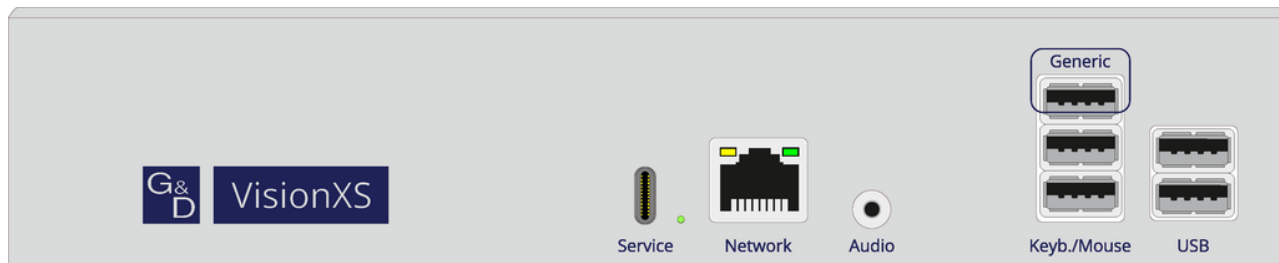 Generic
G&D
VisionXS
Service
Network
Audio
Keyb./Mouse
USB